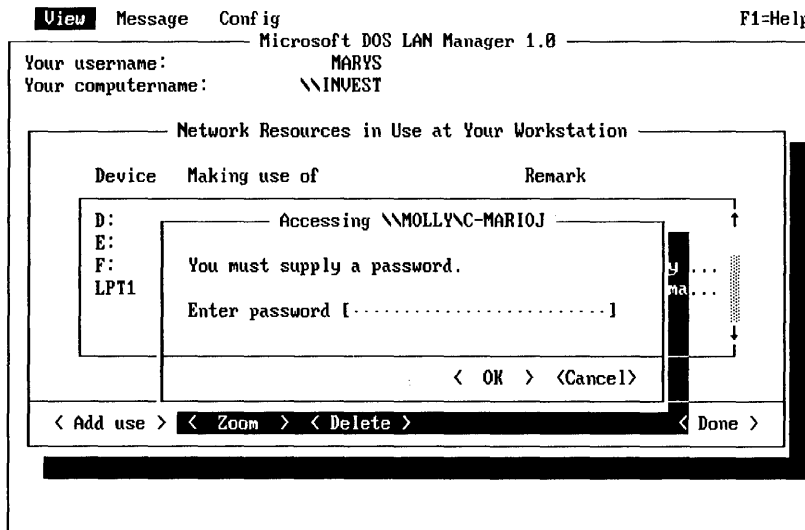 View Message Config F1=Help
Microsoft DOS LAN Manager 1.0
Your username: MARYS
Your computername: \\INVEST
Network Resources in Use at Your Workstation
Device Making use of Remark
D:
Accessing \\MOLLY\C-MARIOJ
E:
F: You must supply a password. y ...
LPT1 ma...
Enter password [· · · · · · · · · · · · · · · · · · · · · · · · · ·]
< OK > <Cancel>
< Add use > < Zoom > < Delete > < Done >